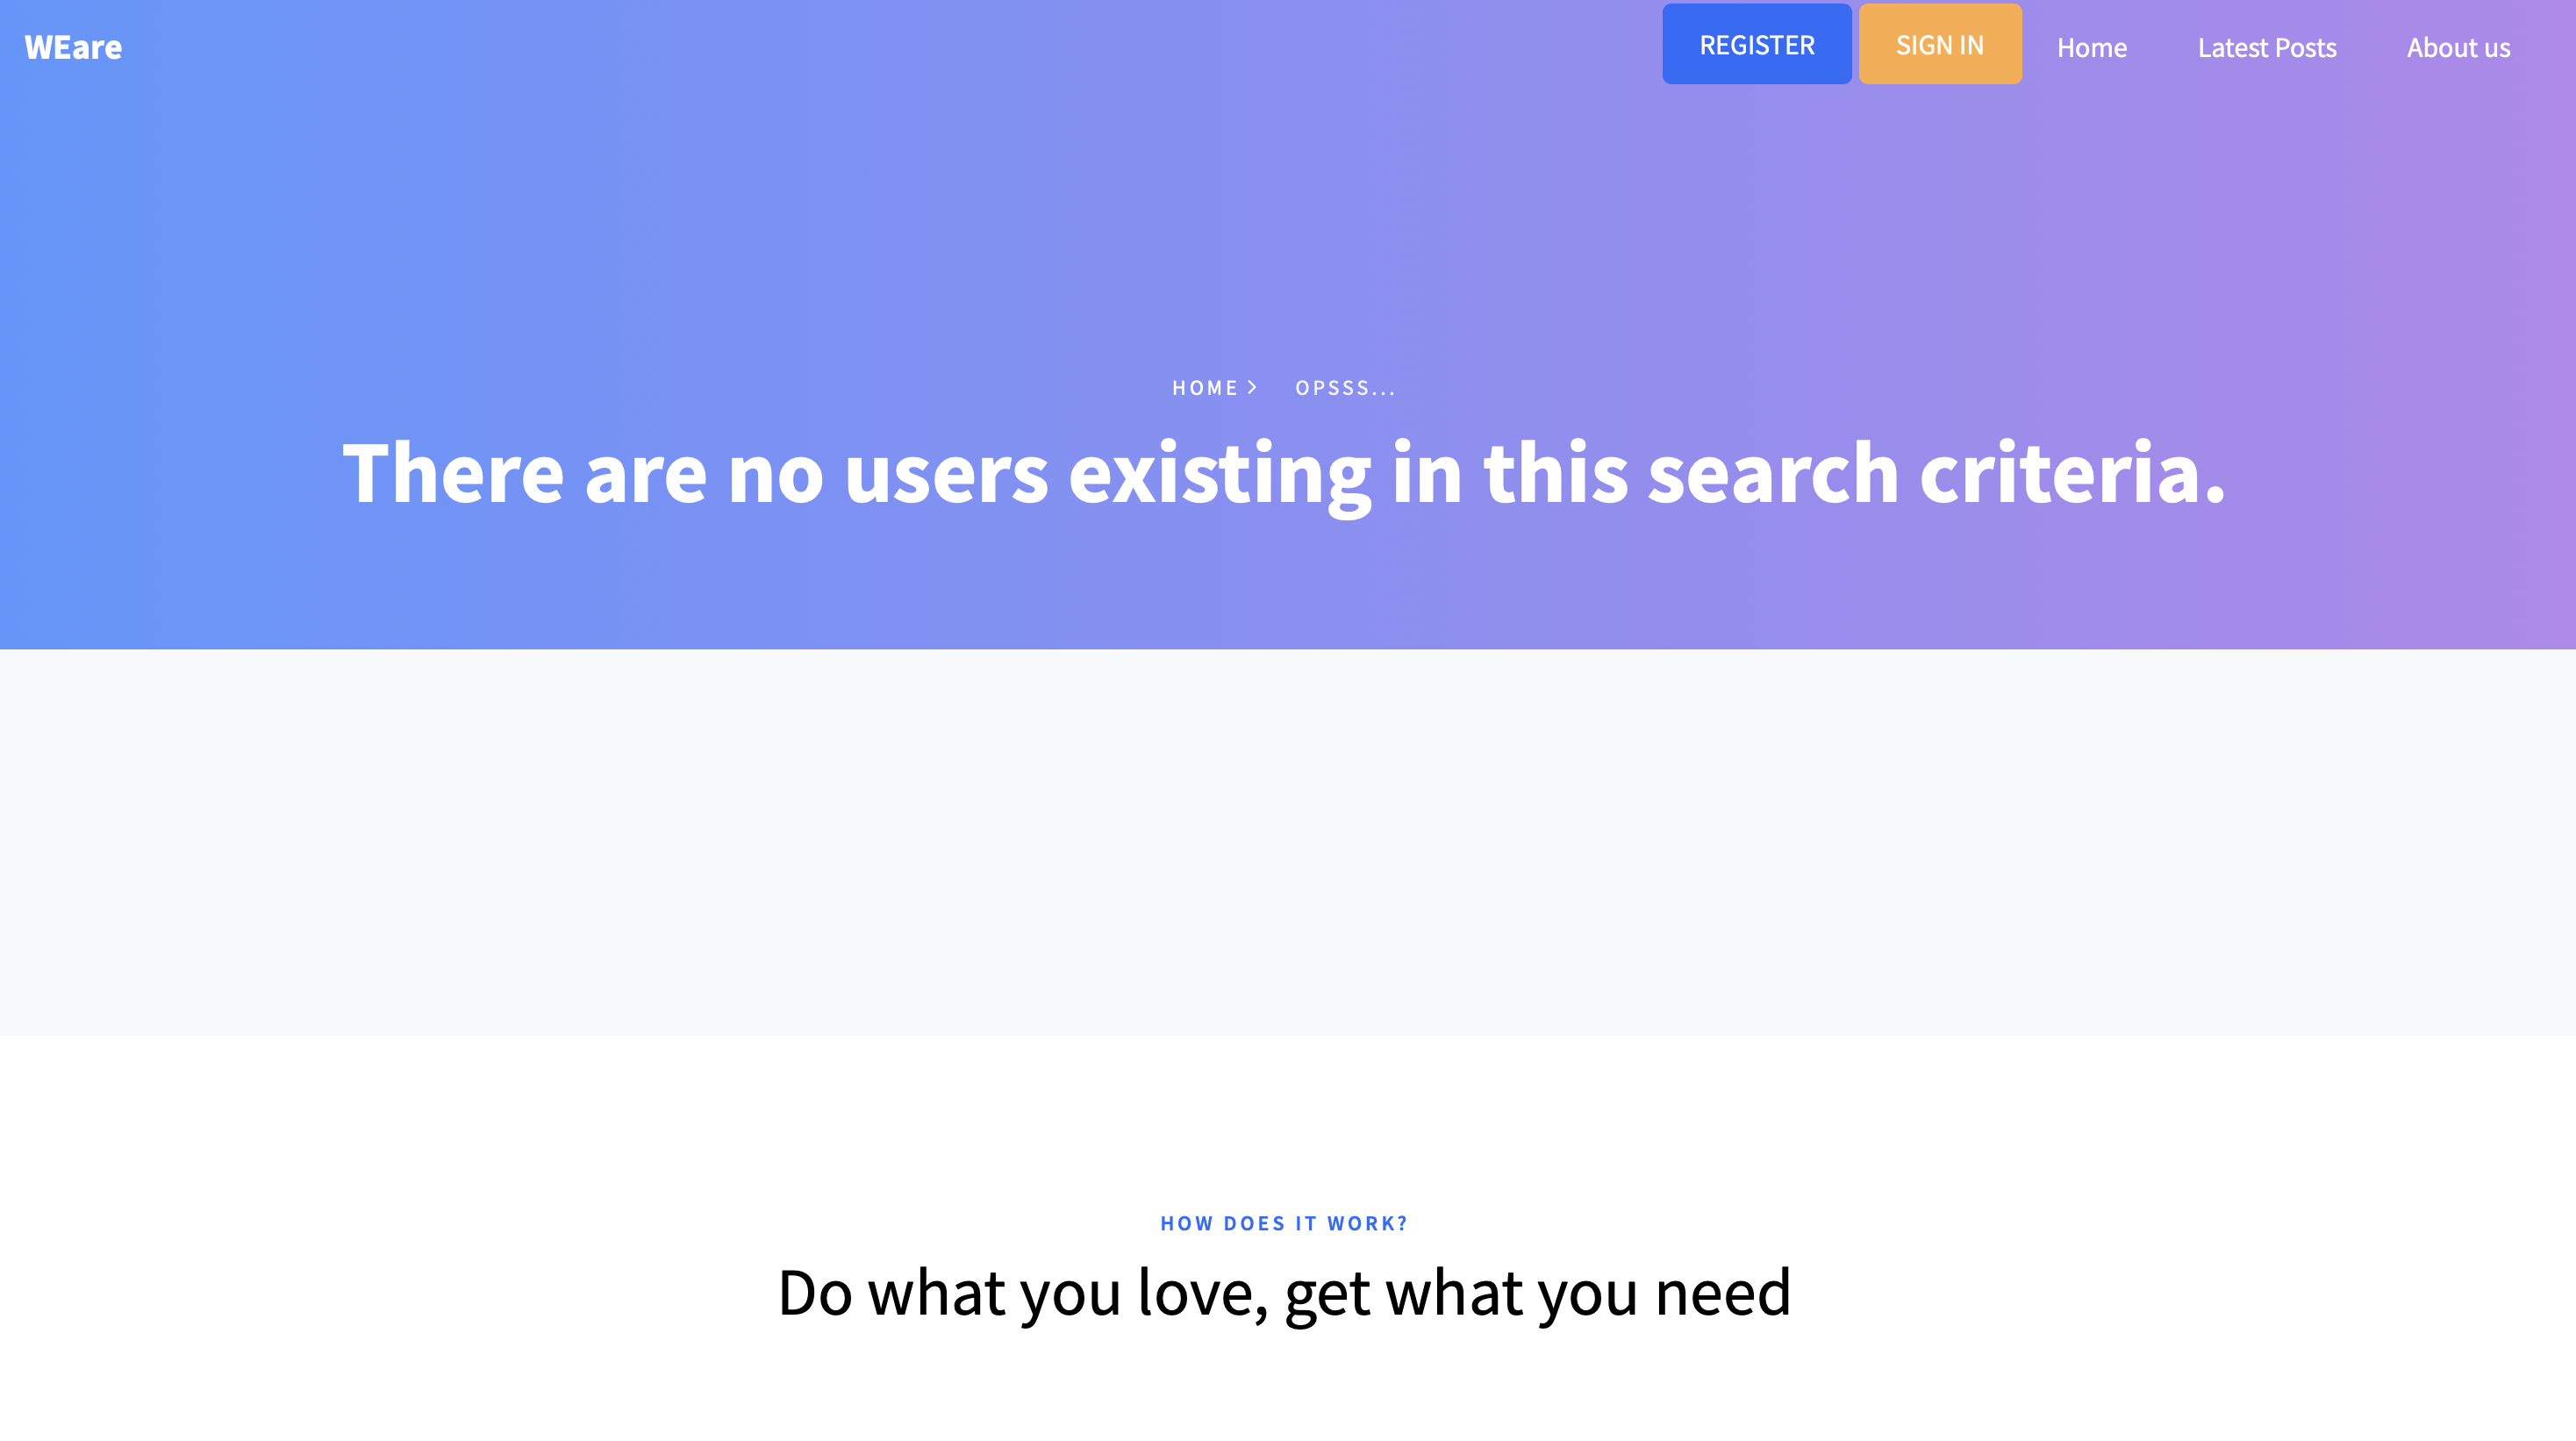 WEare
REGISTER
SIGN IN
Home
Latest Posts
About us
HOME
OPSSS...
There are no users existing in this search criteria.
HOW DOES IT WORK?
Do what you love, get what you need